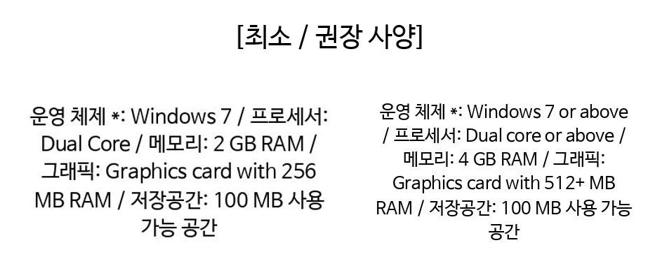 [최소 / 권장 사양]
운영 체제 *: Windows 7 / 프로세서:
Dual Core / 메모리: 2 GB RAM /
그래픽: Graphics card with 256
MB RAM / 저장공간: 100 MB 사용
가능 공간
운영 체제 *: Windows 7 or above
/ 프로세서: Dual core or above /
메모리: 4 GB RAM / 그래픽:
Graphics card with 512+ MB
RAM / 저장공간: 100 MB 사용 가능
공간